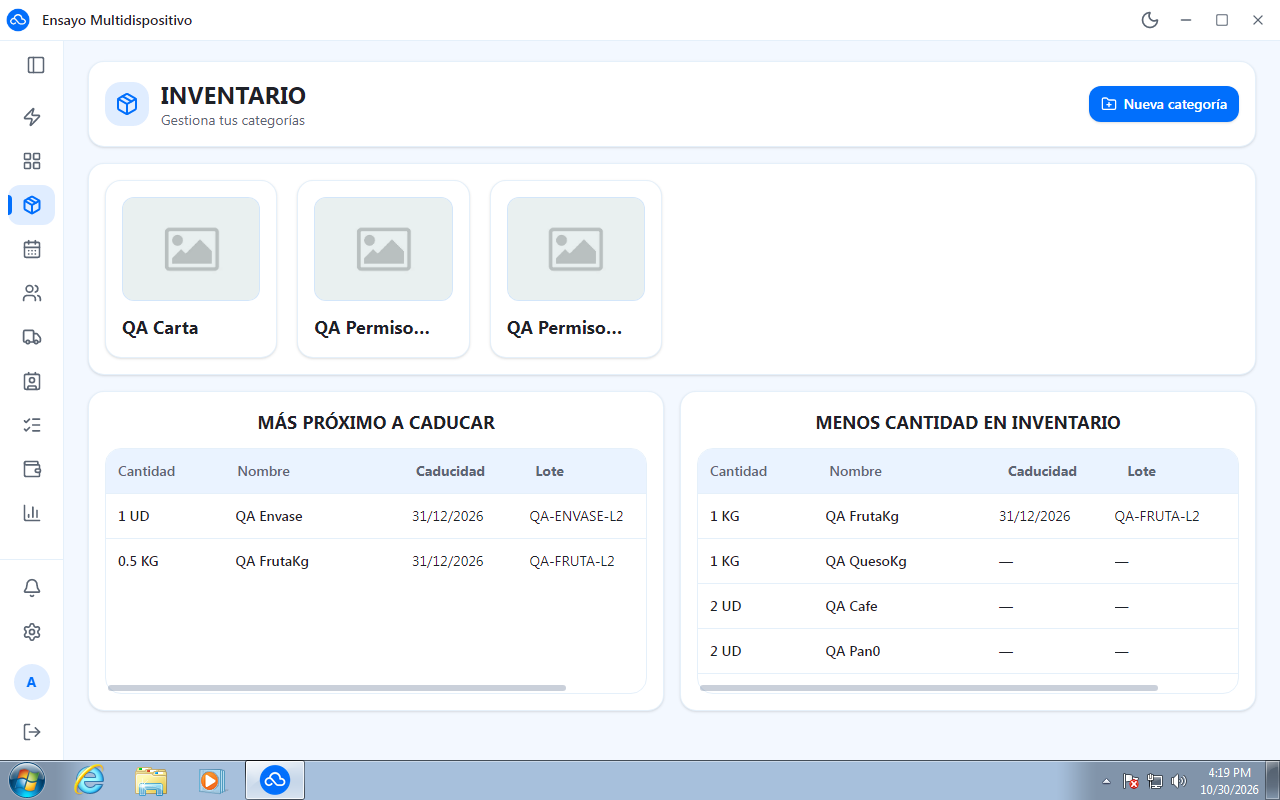 Ensayo Multidispositivo
INVENTARIO
Gestiona tus categorías
Nueva categoría
QA Carta
QA Permiso...
QA Permiso...
MÁS PRÓXIMO A CADUCAR
Cantidad Nombre Caducidad Lote
1 UD QA Envase 31/12/2026 QA-ENVASE-L2
0.5 KG QA FrutaKg 31/12/2026 QA-FRUTA-L2
MENOS CANTIDAD EN INVENTARIO
Cantidad Nombre Caducidad Lote
1 KG QA FrutaKg 31/12/2026 QA-FRUTA-L2
1 KG QA QuesoKg — —
2 UD QA Cafe — —
2 UD QA Pan0 — —
A
4:19 PM
10/30/2026